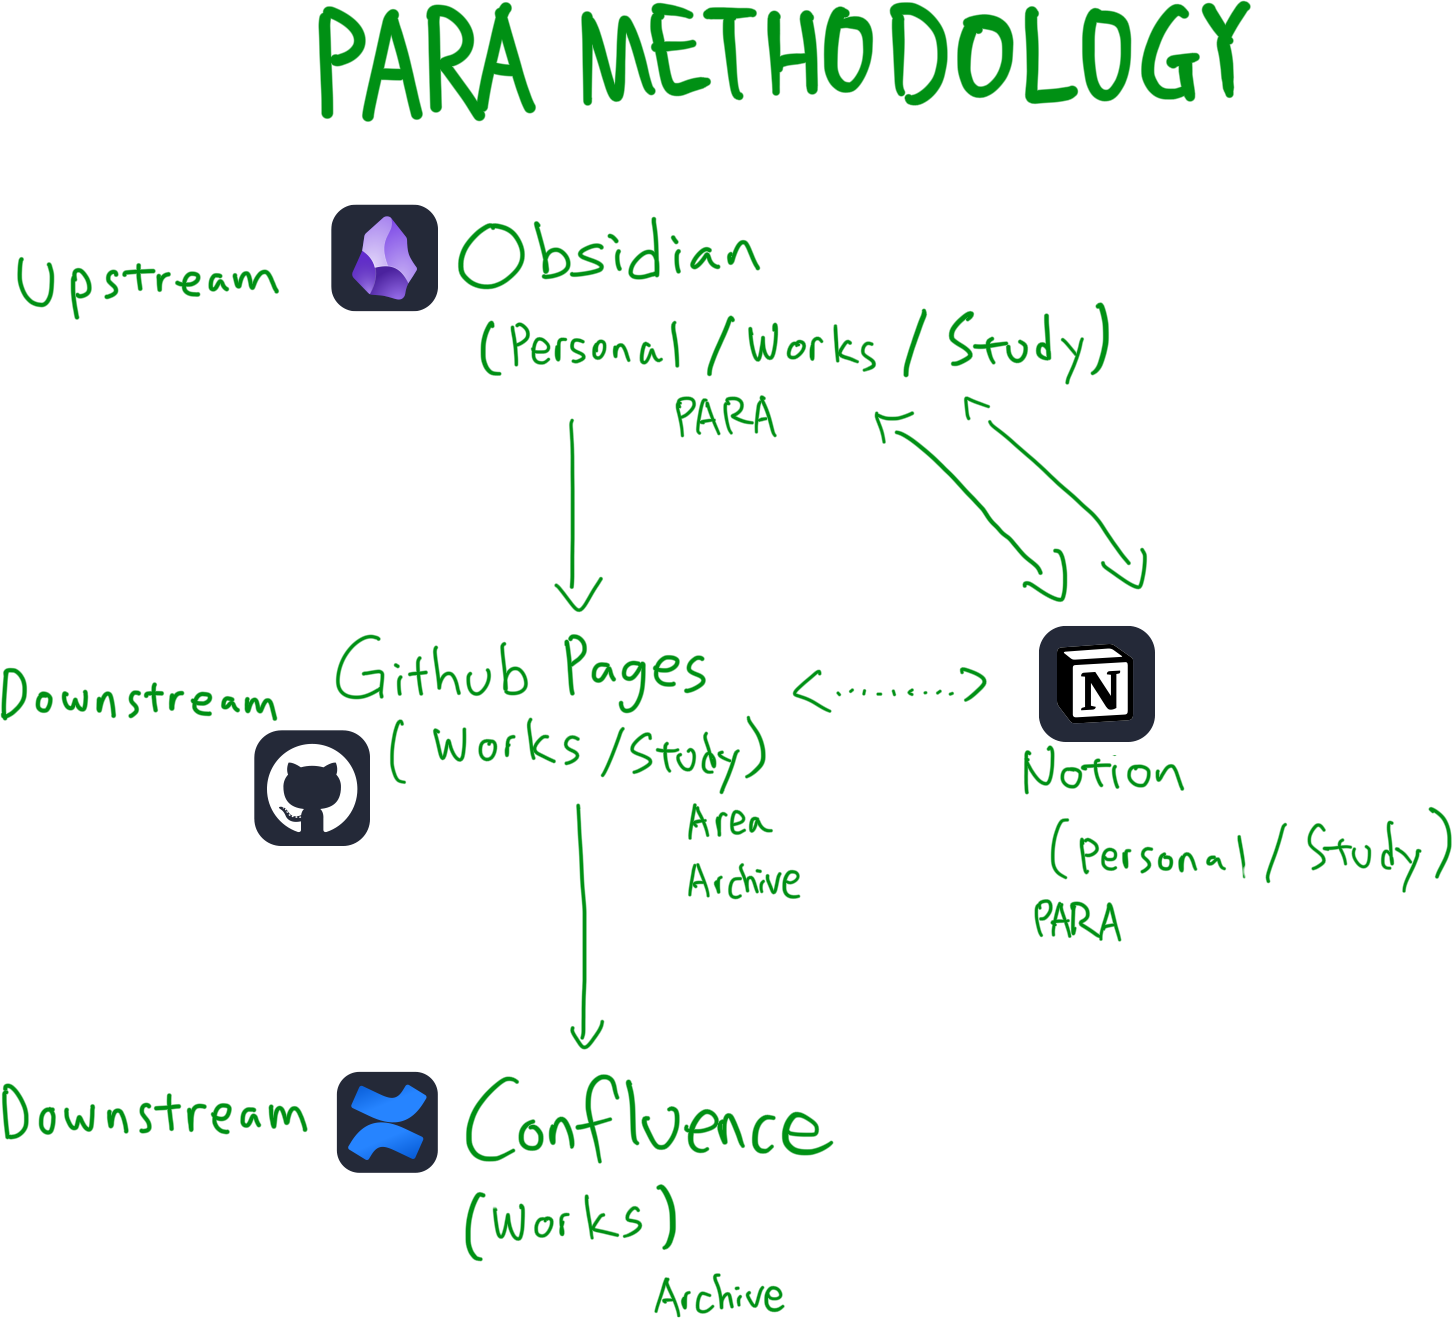 PARA METHODOLOGY
Upstream
Obsidian
(Personal / Works / Study)
PARA
Downstream
Github Pages
(Works / Study)
Area
Archive
N
Notion
(Personal / Study)
PARA
Downstream
Confluence
(Works)
Archive